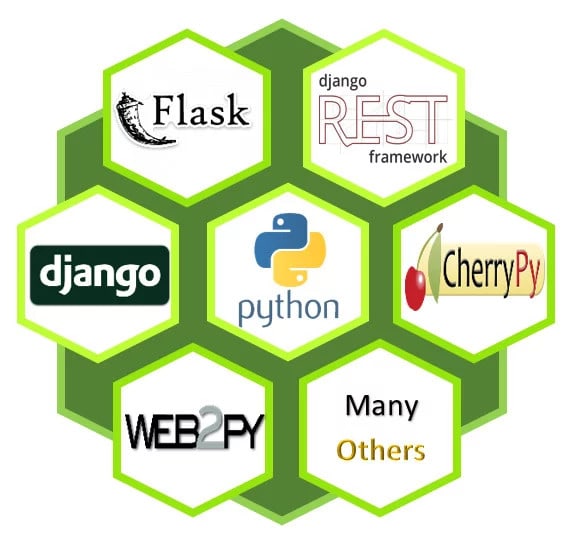 Flask
django
REST
framework
django
python
CherryPy
WEB2PY
Many
Others